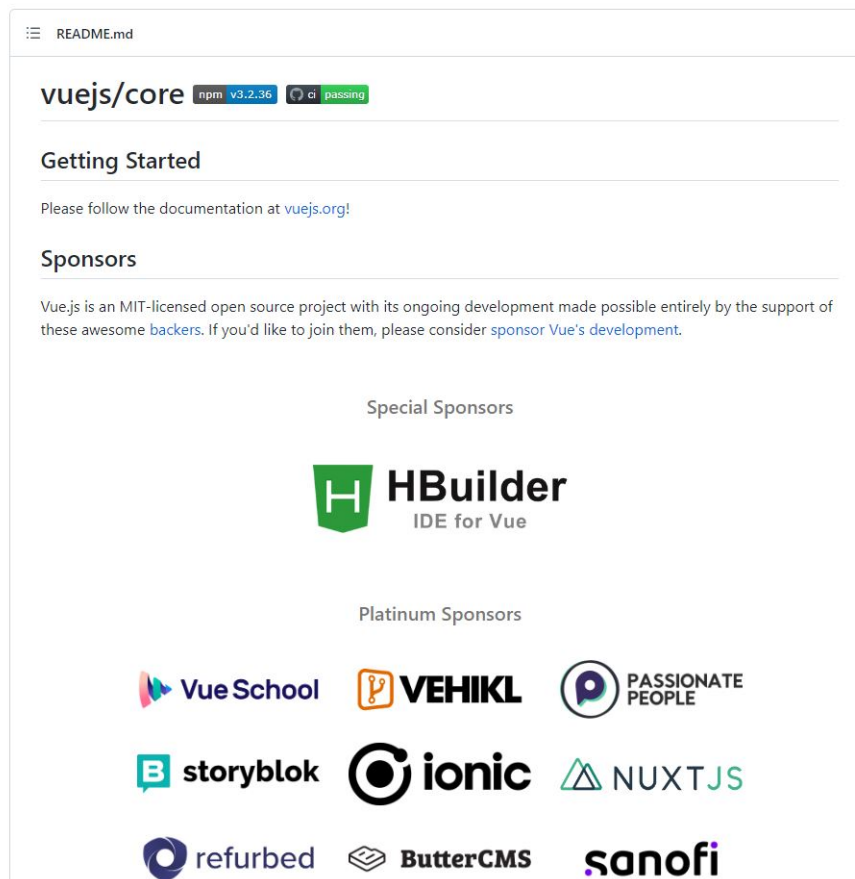 README.md
vuejs/core npm v3.2.36 ci passing
Getting Started
Please follow the documentation at vuejs.org!
Sponsors
Vue.js is an MIT-licensed open source project with its ongoing development made possible entirely by the support of
these awesome backers. If you'd like to join them, please consider sponsor Vue's development.
Special Sponsors
H HBuilder
IDE for Vue
Platinum Sponsors
Vue School VEHIKL PASSIONATE PEOPLE
B storyblok ionic NUXTJS
refurbed ButterCMS sanofi